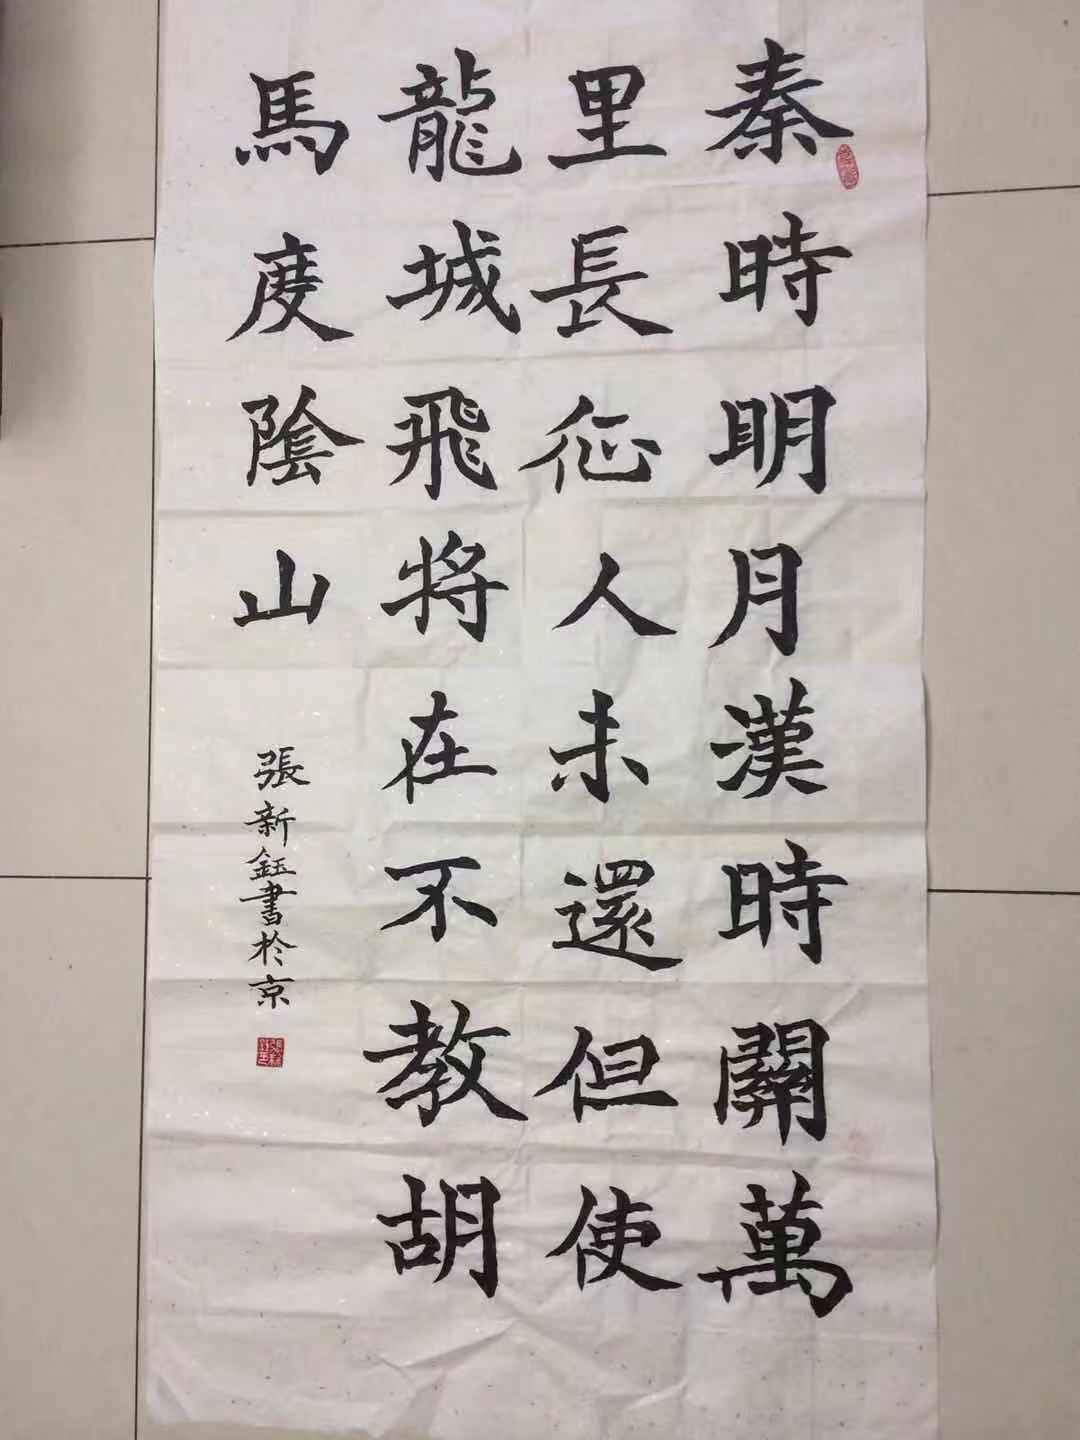 秦時明月漢時關萬
里長征人未還但使
龍城飛將在不教胡
馬度陰山
張新鈺書於京